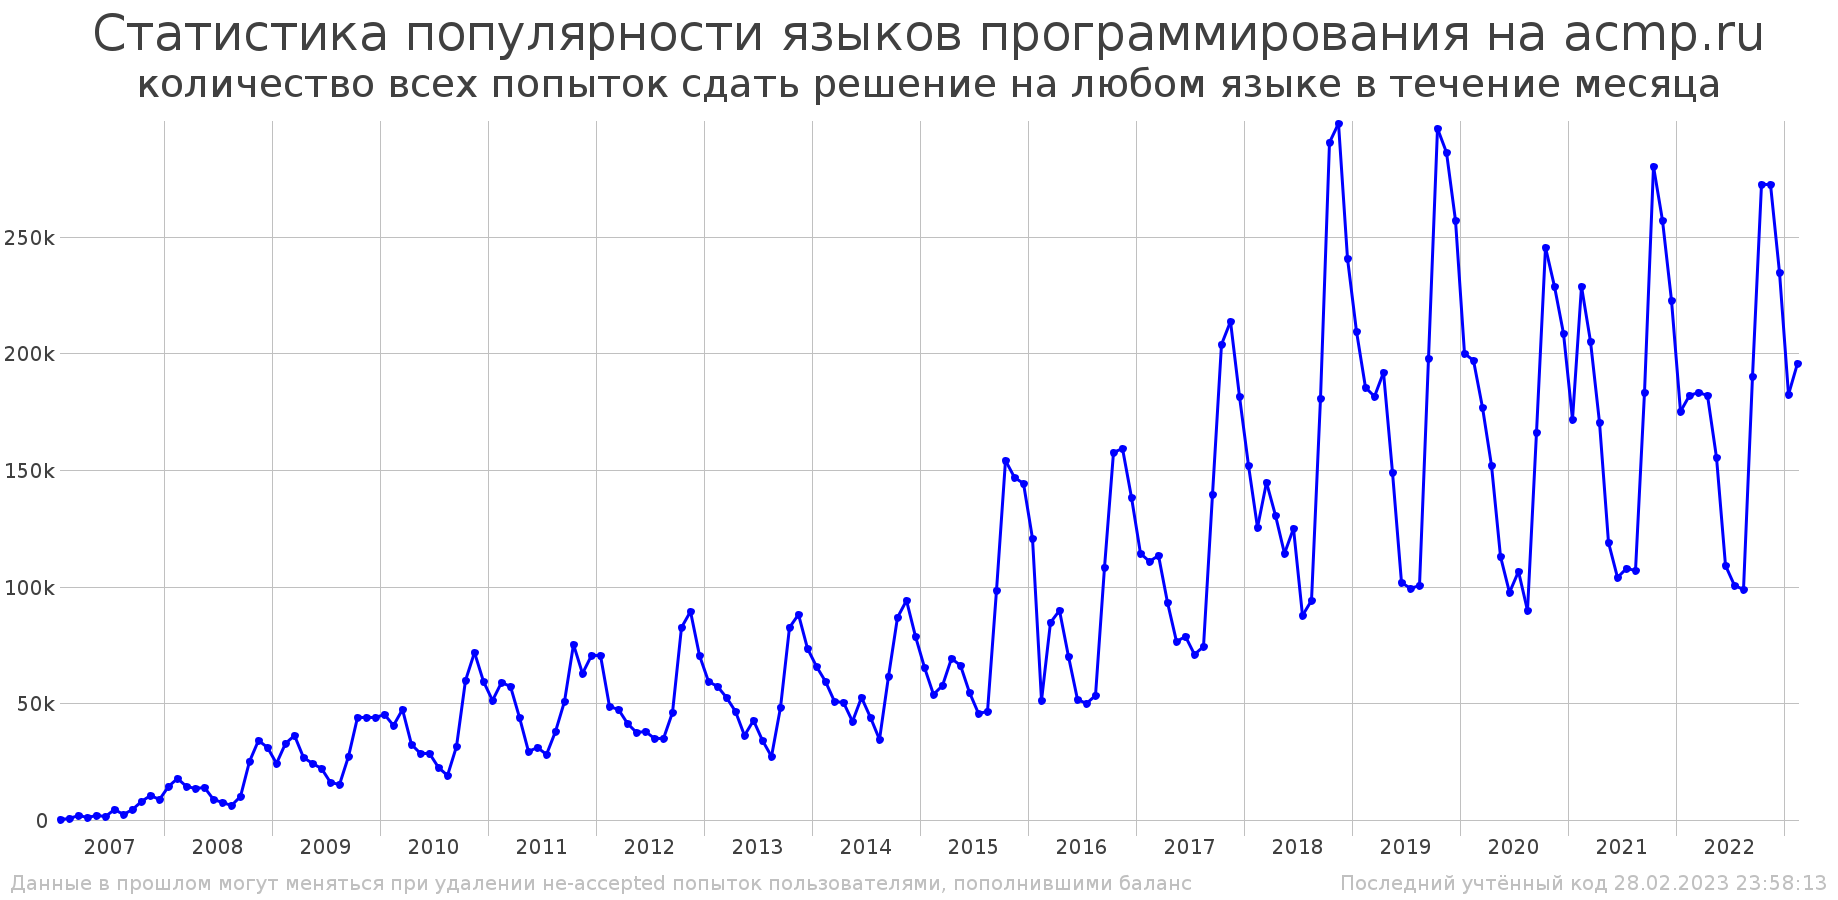 Статистика популярности языков программирования на acmp.ru
количество всех попыток сдать решение на любом языке в течение месяца
250k
200k
150k
100k
50k
0
2007 2008 2009 2010 2011 2012 2013 2014 2015 2016 2017 2018 2019 2020 2021 2022
Данные в прошлом могут меняться при удалении не-accepted попыток пользователями, пополнившими баланс
Последний учтённый код 28.02.2023 23:58:13